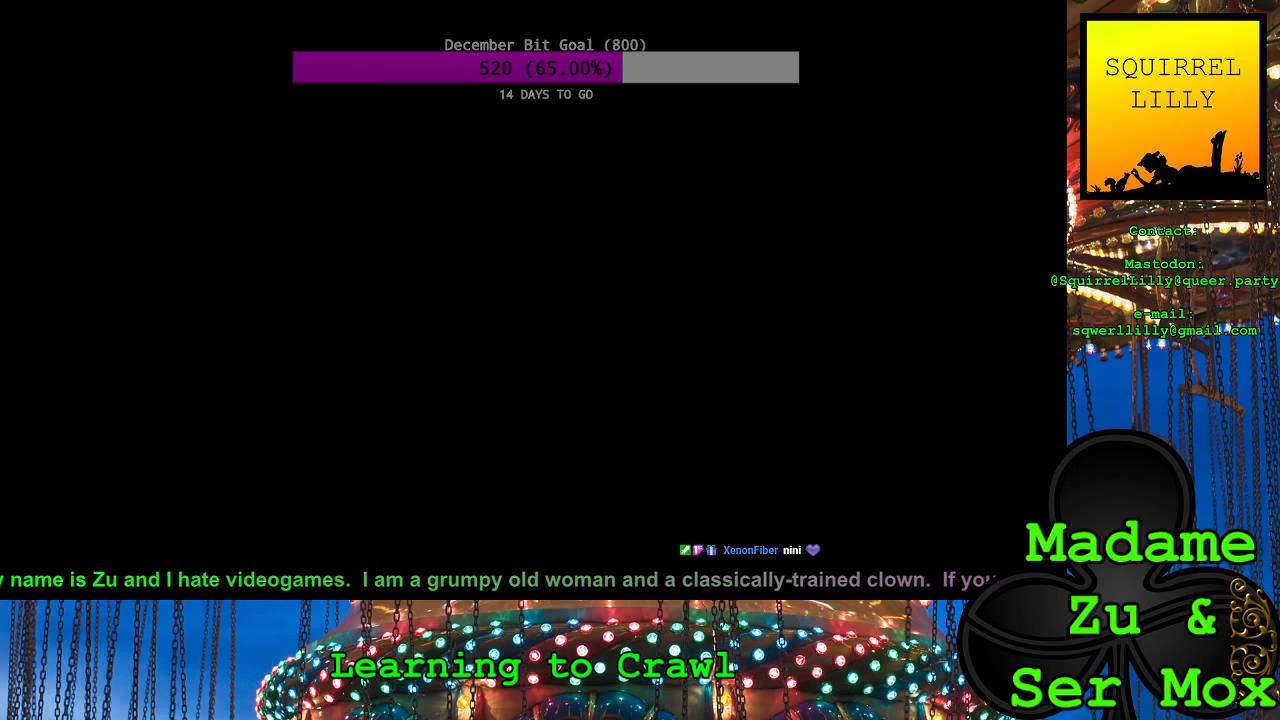 December Bit Goal (800)
520 (65.00%)
14 DAYS TO GO
SQUIRREL
LILLY
Contact:
Mastodon:
@SquirrelLilly@queer.party
e-mail:
sqwerllilly@gmail.com
XenonFiber nini
y name is Zu and I hate videogames. I am a grumpy old woman and a classically-trained clown. If you
Learning to Crawl
Madame
Zu &
Ser Mox